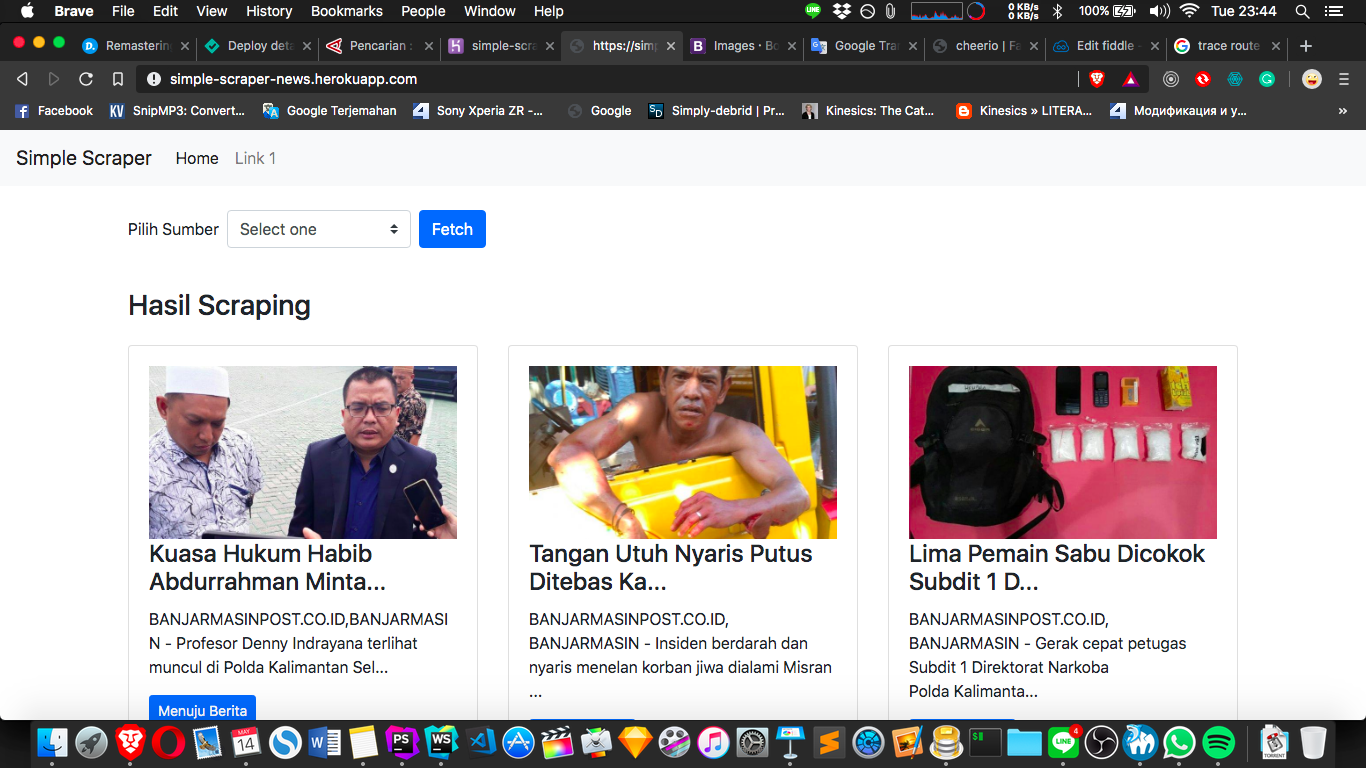 Brave File Edit View History Bookmarks People Window Help 0 KB/s 0 KB/s 100% Tue 23:44
Remastering Deploy deta Pencarian simple-scra https://simp Images · Bo Google Tra cheerio | Fa Edit fiddle - trace route
simple-scraper-news.herokuapp.com
Facebook SnipMP3: Convert... Google Terjemahan Sony Xperia ZR -... Google Simply-debrid | Pr... Kinesics: The Cat... Kinesics » LITERA... Модификация и у... »
Simple Scraper Home Link 1
Pilih Sumber Select one Fetch
Hasil Scraping
Kuasa Hukum Habib
Abdurrahman Minta...
BANJARMASINPOST.CO.ID,BANJARMASI
N - Profesor Denny Indrayana terlihat
muncul di Polda Kalimantan Sel...
Menuju Berita
Tangan Utuh Nyaris Putus
Ditebas Ka...
BANJARMASINPOST.CO.ID,
BANJARMASIN - Insiden berdarah dan
nyaris menelan korban jiwa dialami Misran
...
Lima Pemain Sabu Dicokok
Subdit 1 D...
BANJARMASINPOST.CO.ID,
BANJARMASIN - Gerak cepat petugas
Subdit 1 Direktorat Narkoba
Polda Kalimanta...
MAY
14
PS
WS
LINE
4
TORRENT